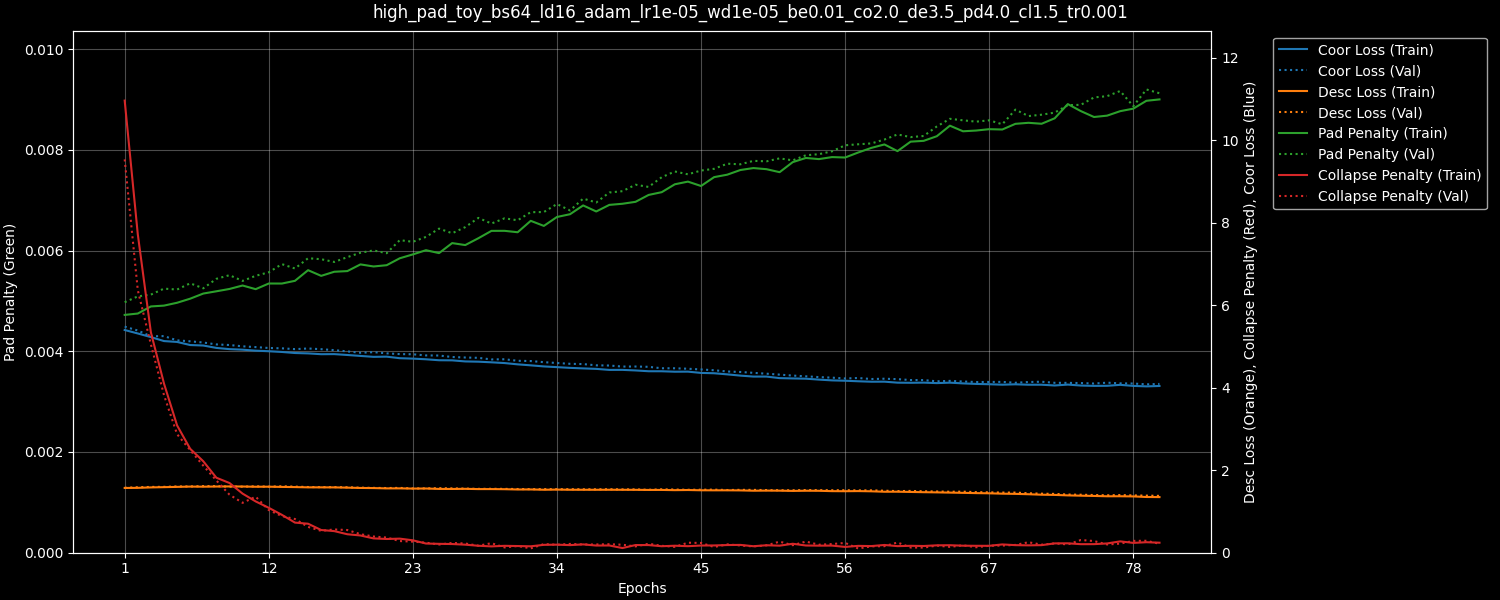 high_pad_toy_bs64_ld16_adam_lr1e-05_wd1e-05_be0.01_co2.0_de3.5_pd4.0_cl1.5_tr0.001
Pad Penalty (Green)
0.010
0.008
0.006
0.004
0.002
0.000
1
12
23
34
45
56
67
78
Epochs
12
10
8
6
4
2
0
Desc Loss (Orange), Collapse Penalty (Red), Coor Loss (Blue)
Coor Loss (Train)
Coor Loss (Val)
Desc Loss (Train)
Desc Loss (Val)
Pad Penalty (Train)
Pad Penalty (Val)
Collapse Penalty (Train)
Collapse Penalty (Val)